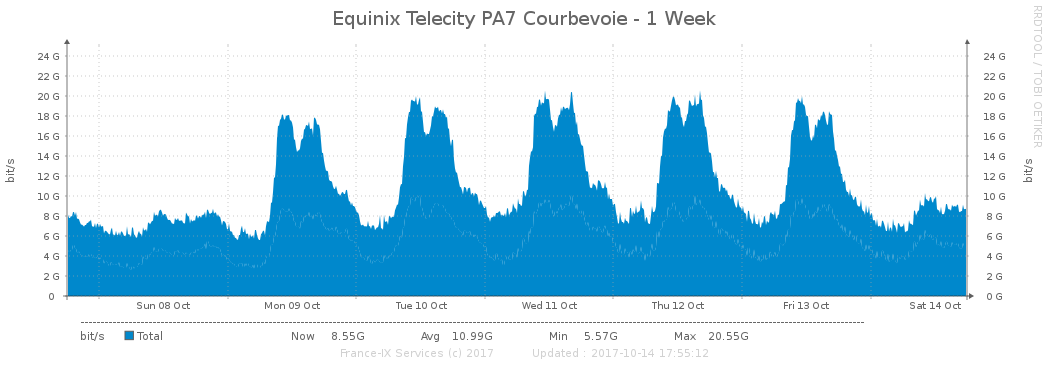 Equinix Telecity PA7 Courbevoie - 1 Week
RRDTOOL / TOBI OETIKER
bit/s
24 G 24 G
22 G 22 G
20 G 20 G
18 G 18 G
16 G 16 G
14 G 14 G
12 G 12 G
10 G 10 G
8 G 8 G
6 G 6 G
4 G 4 G
2 G 2 G
0 0 G
bit/s
Sun 08 Oct Mon 09 Oct Tue 10 Oct Wed 11 Oct Thu 12 Oct Fri 13 Oct Sat 14 Oct
bit/s Total Now 8.55G Avg 10.99G Min 5.57G Max 20.55G
France-IX Services (c) 2017 Updated : 2017-10-14 17:55:12